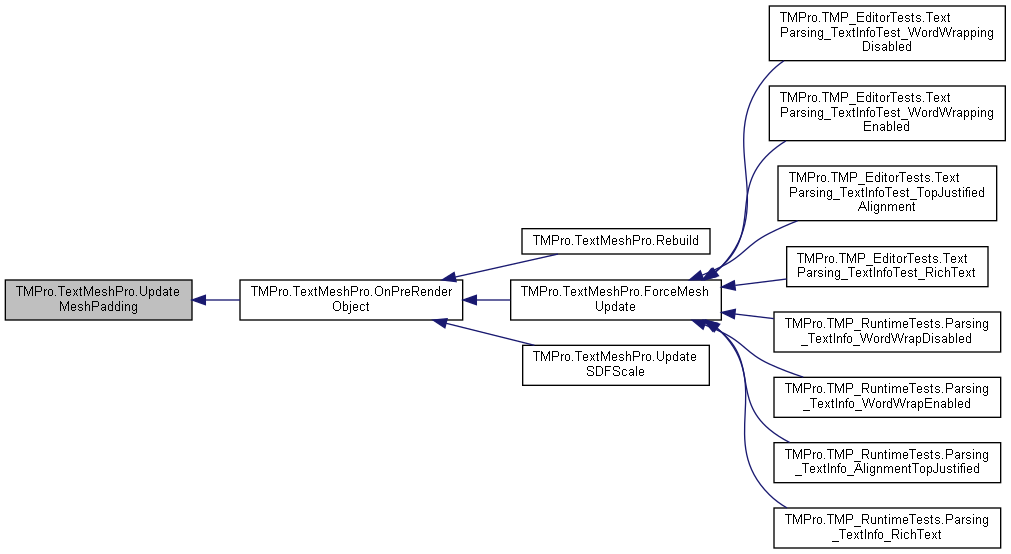 TMPro.TextMeshPro.Update
MeshPadding
TMPro.TextMeshPro.OnPreRender
Object
TMPro.TextMeshPro.Rebuild
TMPro.TextMeshPro.ForceMesh
Update
TMPro.TextMeshPro.Update
SDFScale
TMPro.TMP_EditorTests.Text
Parsing_TextInfoTest_WordWrapping
Disabled
TMPro.TMP_EditorTests.Text
Parsing_TextInfoTest_WordWrapping
Enabled
TMPro.TMP_EditorTests.Text
Parsing_TextInfoTest_TopJustified
Alignment
TMPro.TMP_EditorTests.Text
Parsing_TextInfoTest_RichText
TMPro.TMP_RuntimeTests.Parsing
_TextInfo_WordWrapDisabled
TMPro.TMP_RuntimeTests.Parsing
_TextInfo_WordWrapEnabled
TMPro.TMP_RuntimeTests.Parsing
_TextInfo_AlignmentTopJustified
TMPro.TMP_RuntimeTests.Parsing
_TextInfo_RichText